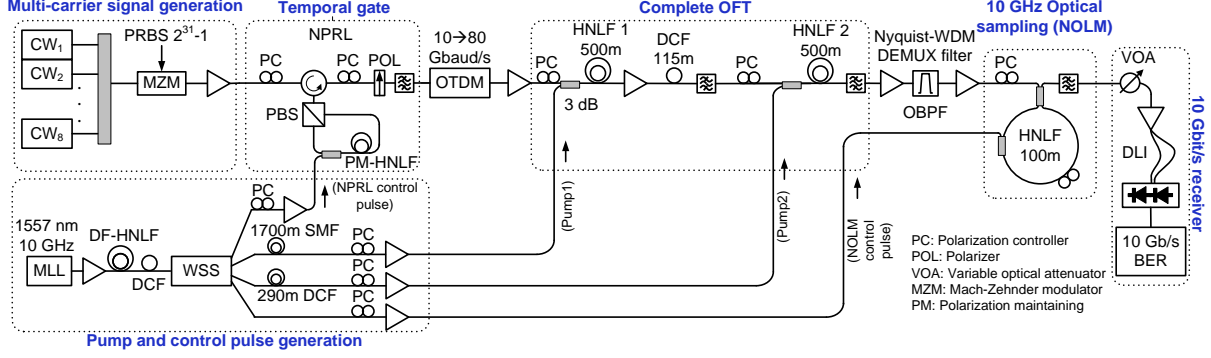 Multi-carrier signal generation
CW1
CW2
CW8
PRBS 2^31-1
MZM
Temporal gate
NPRL
PC
PC
POL
PBS
PM-HNLF
(NPRL control
pulse)
10→80
Gbaud/s
OTDM
Complete OFT
PC
HNLF 1
500m
3 dB
DCF
115m
PC
HNLF 2
500m
Nyquist-WDM
DEMUX filter
OBPF
10 GHz Optical
sampling (NOLM)
PC
HNLF
100m
VOA
DLI
10 Gb/s
BER
10 Gbit/s receiver
1557 nm
10 GHz
MLL
DF-HNLF
DCF
WSS
PC
1700m SMF
PC
290m DCF
PC
PC
(Pump1)
(Pump2)
(NOLM
control
pulse)
PC: Polarization controller
POL: Polarizer
VOA: Variable optical attenuator
MZM: Mach-Zehnder modulator
PM: Polarization maintaining
Pump and control pulse generation